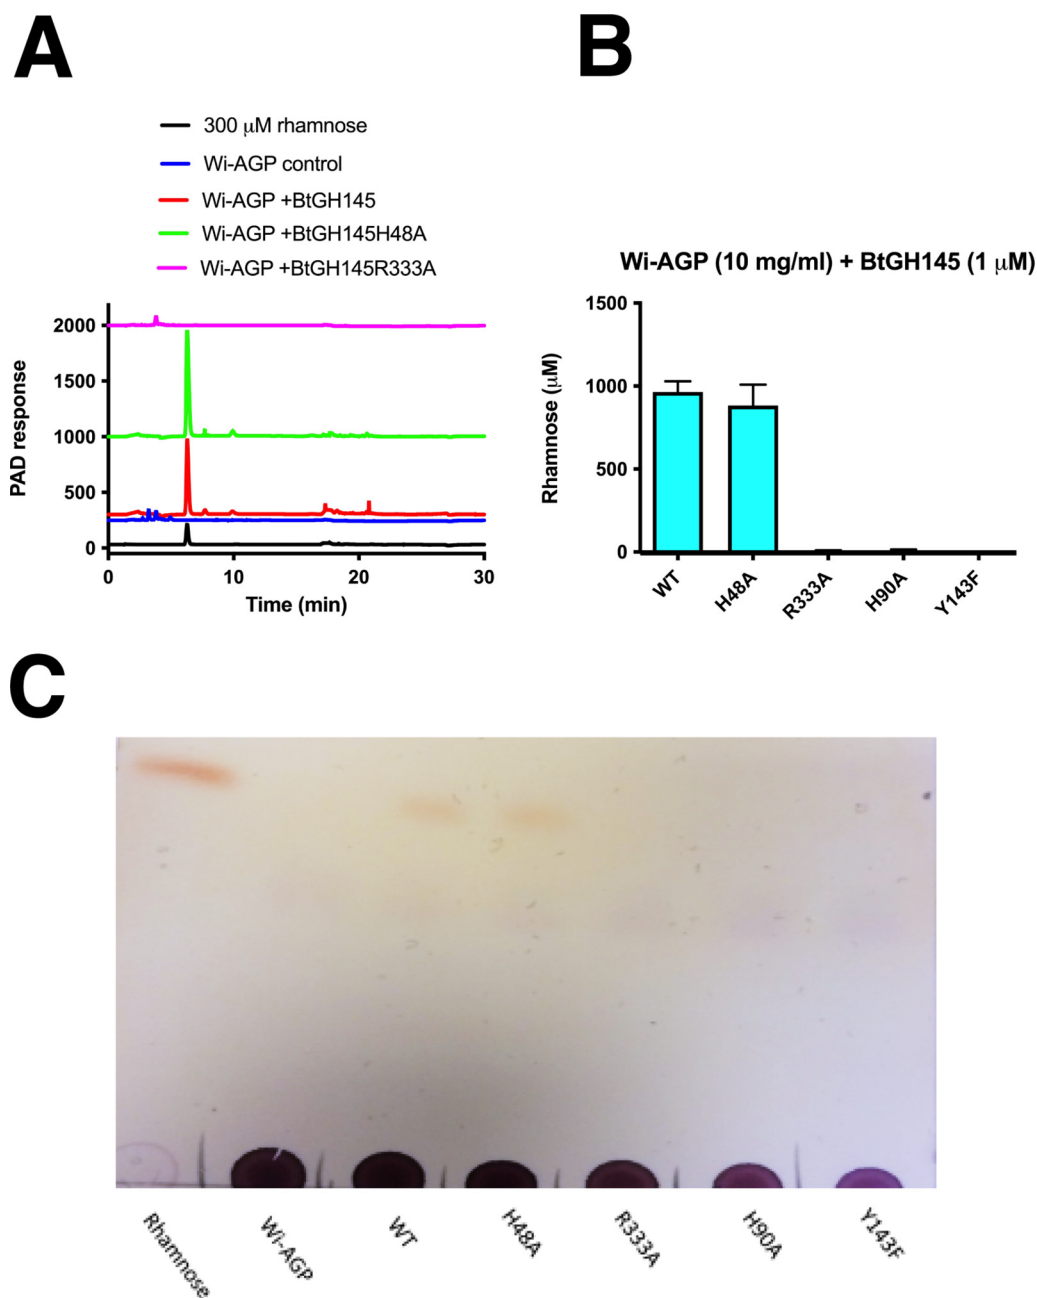 A
B
300 μM rhamnose
Wi-AGP control
Wi-AGP +BtGH145
Wi-AGP +BtGH145H48A
Wi-AGP +BtGH145R333A
2000
1500
1000
500
0
PAD response
0
10
20
30
Time (min)
Wi-AGP (10 mg/ml) + BtGH145 (1 μM)
1500
1000
500
0
Rhamnose (μM)
WT
H48A
R333A
H90A
Y143F
C
Rhamnose
Wi-AGP
WT
H48A
R333A
H90A
Y143F